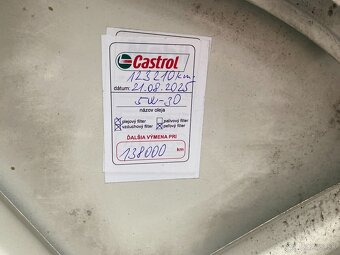 Castrol
123210 km
dátum: 21.08.2025
5W-30
názov oleja
olejový filter palivový filter
vzduchový filter peľový filter
ĎALŠIA VÝMENA PRI
138000 km